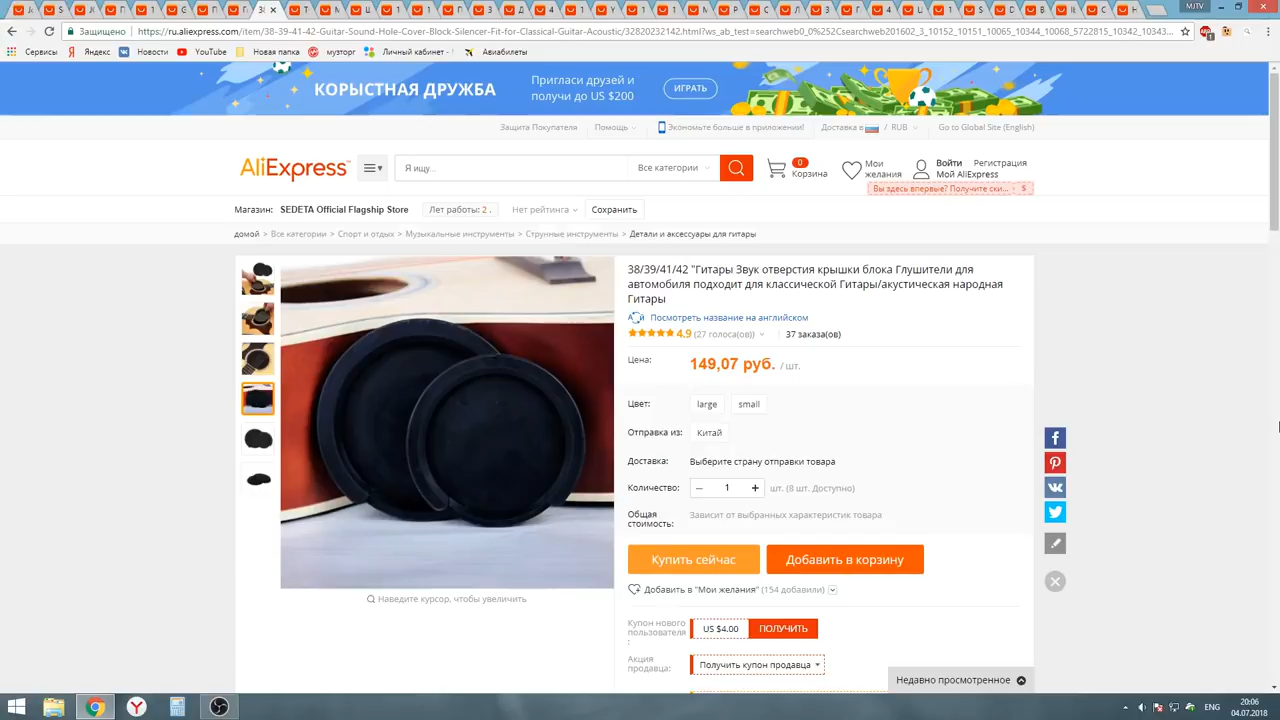 Защищено
https://ru.aliexpress.com/item/38-39-41-42-Guitar-Sound-Hole-Cover-Block-Silencer-Fit-for-Classical-Guitar-Acoustic/32820232142.html?ws_ab_test=searchweb0_0%252Csearchweb201602_3_10152_10151_10065_10344_10068_5722815_10342_10343...
Сервисы
Яндекс
Новости
YouTube
Новая папка
музторг
Личный кабинет -
Авиабилеты
КОРЫСТНАЯ ДРУЖБА
Пригласи друзей и
получи до US $200
ИГРАТЬ
Защита Покупателя
Помощь
Экономьте больше в приложении!
Доставка в / RUB
Go to Global Site (English)
AliExpress™
Я ищу...
Все категории
0
Корзина
Мои
желания
Войти
Регистрация
Мой AliExpress
Вы здесь впервые? Получите ски... - $
Магазин: SEDETA Official Flagship Store
Лет работы: 2 .
Нет рейтинга
Сохранить
домой > Все категории > Спорт и отдых > Музыкальные инструменты > Струнные инструменты > Детали и аксессуары для гитары
38/39/41/42 "Гитары Звук отверстия крышки блока Глушители для
автомобиля подходит для классической Гитары/акустическая народная
Гитары
Посмотреть название на английском
4.9 (27 голоса(ов))
37 заказа(ов)
Цена:
149,07 руб. / шт.
Цвет:
large
small
Отправка из:
Китай
Доставка:
Выберите страну отправки товара
Количество:
– 1 +
шт. (8 шт. Доступно)
Общая
стоимость:
Зависит от выбранных характеристик товара
Купить сейчас
Добавить в корзину
Наведите курсор, чтобы увеличить
Добавить в "Мои желания" (154 добавили)
Купон нового
пользователя
:
US $4.00
ПОЛУЧИТЬ
Акция
продавца:
Получить купон продавца
Недавно просмотренное
ENG
20:06
04.07.2018